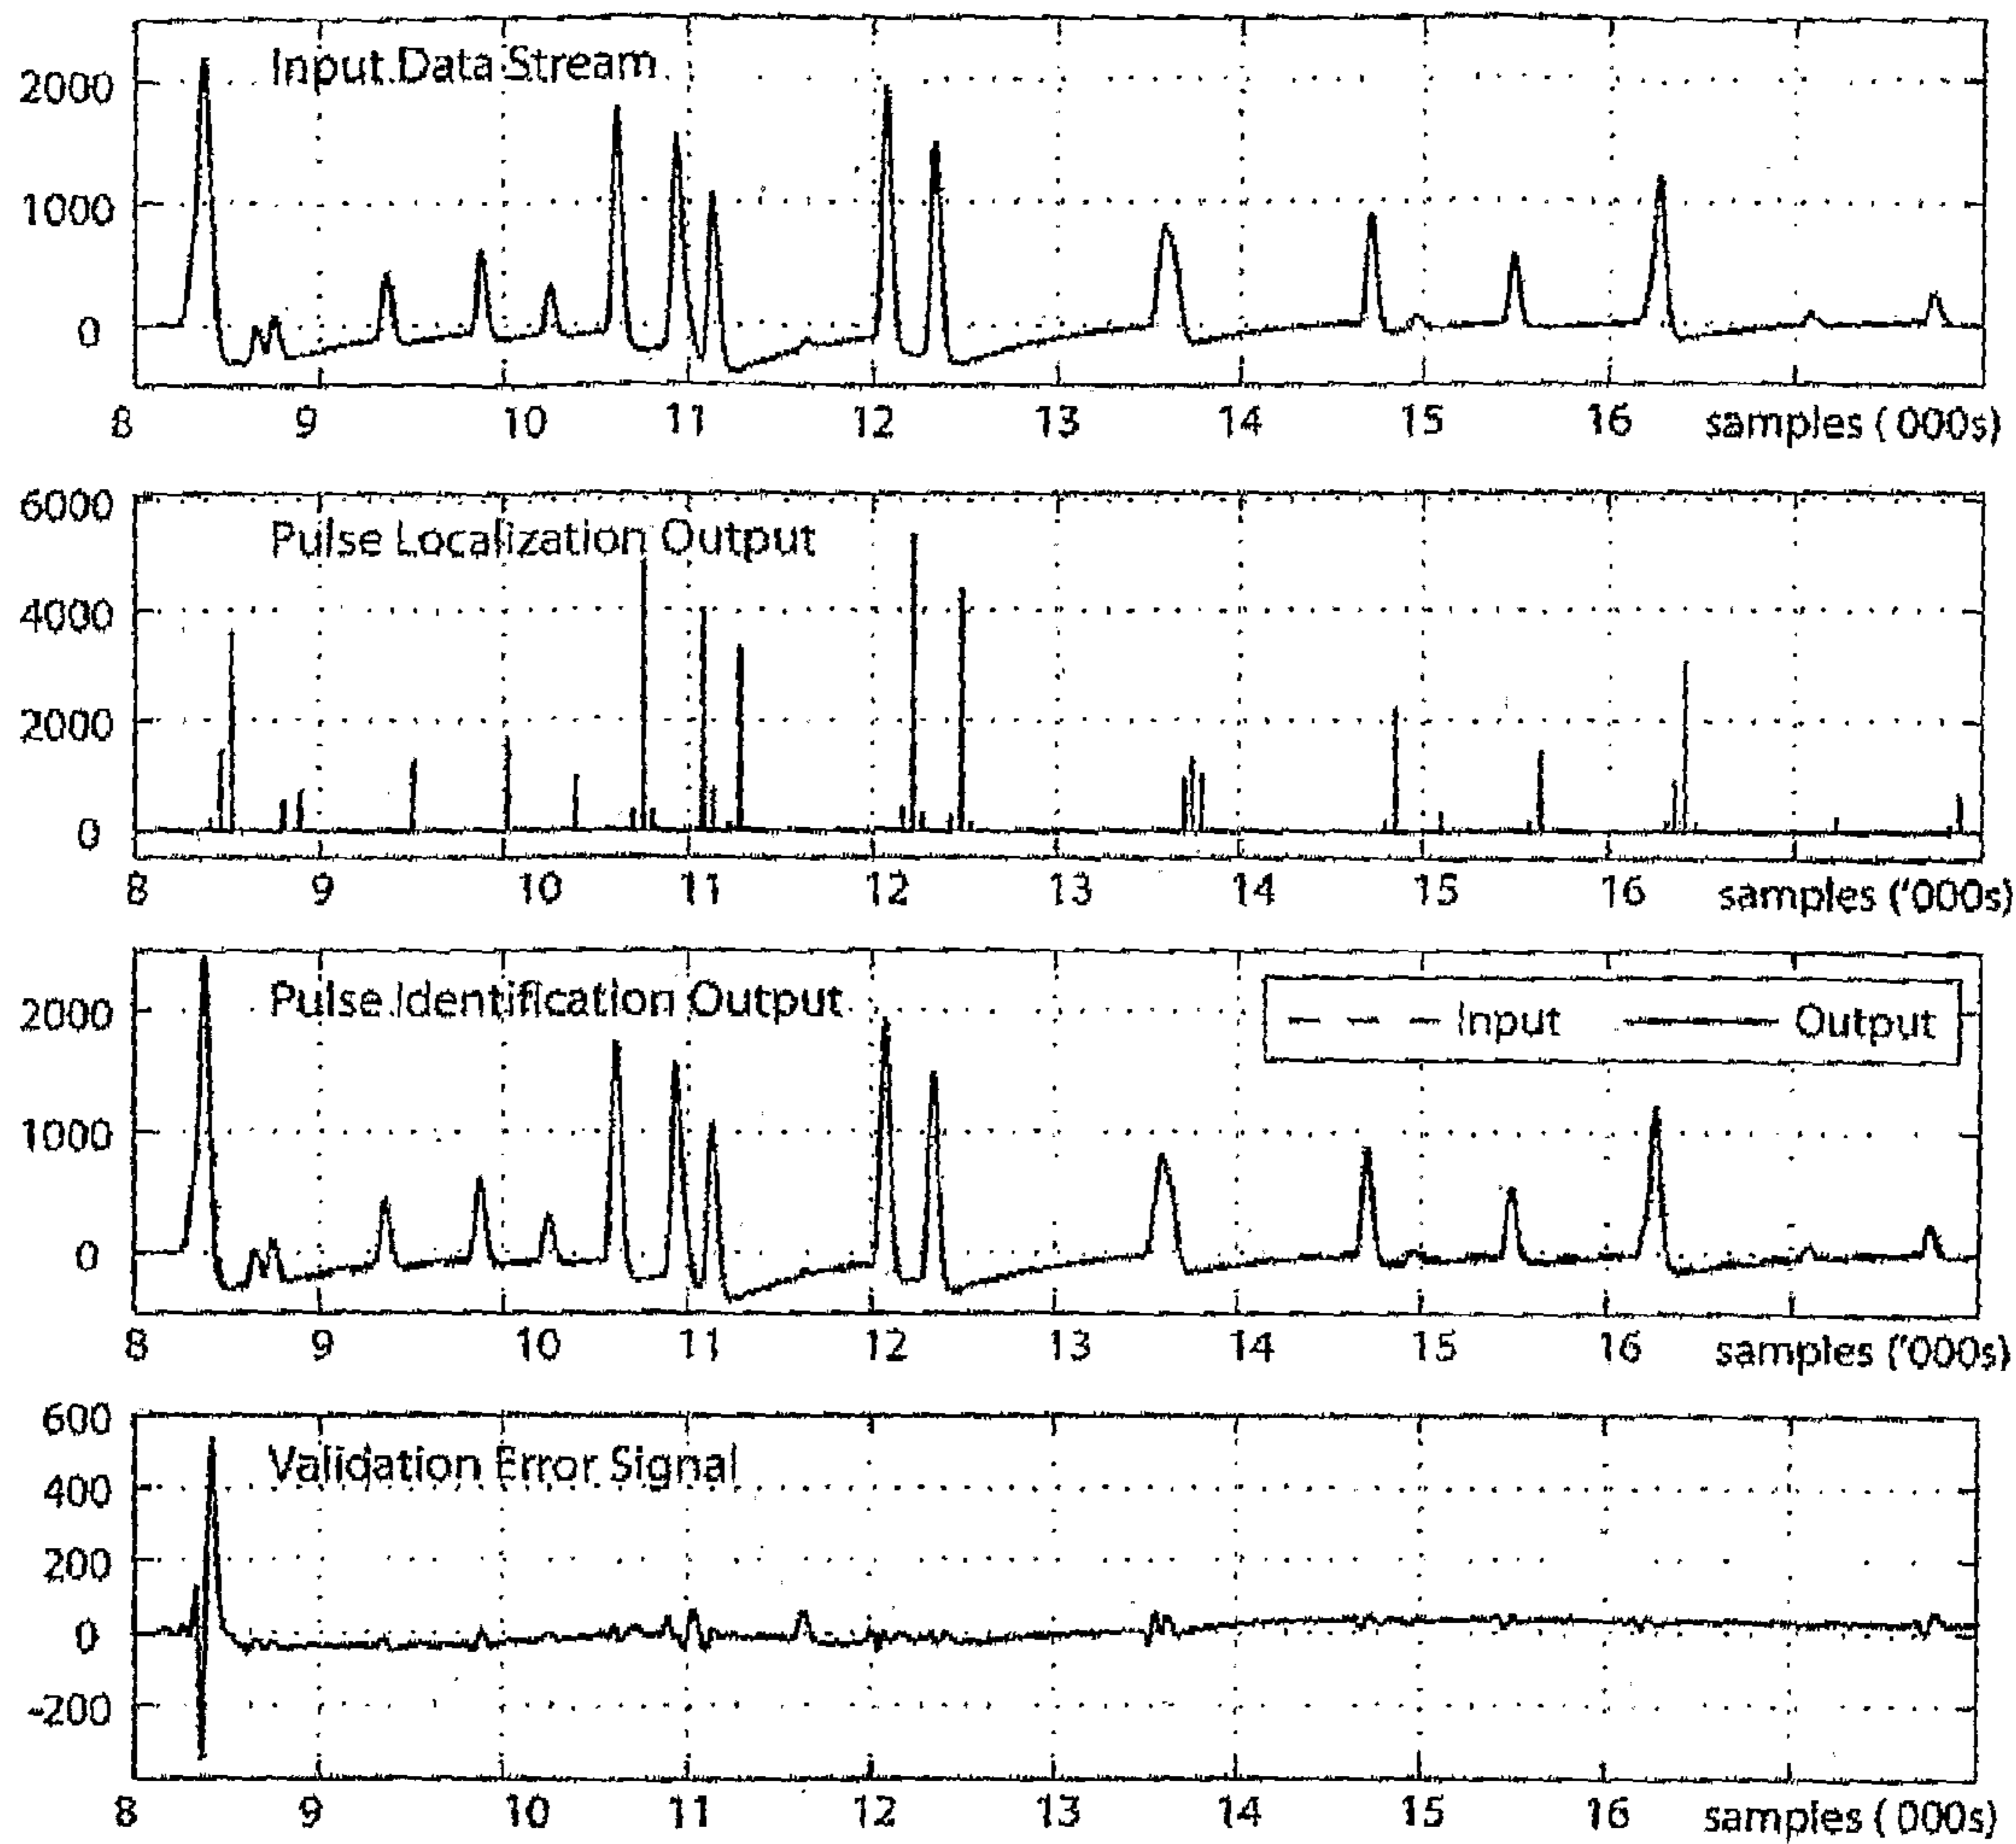 Input Data Stream
2000
1000
0
8 9 10 11 12 13 14 15 16 samples ( 000s)
6000
Pulse Localization Output
4000
2000
0
8 9 10 11 12 13 14 15 16 samples ('000s)
Pulse Identification Output
Input Output
2000
1000
0
8 9 10 11 12 13 14 15 16 samples ('000s)
600
Validation Error Signal
400
200
0
-200
8 9 10 11 12 13 14 15 16 samples ( 000s)